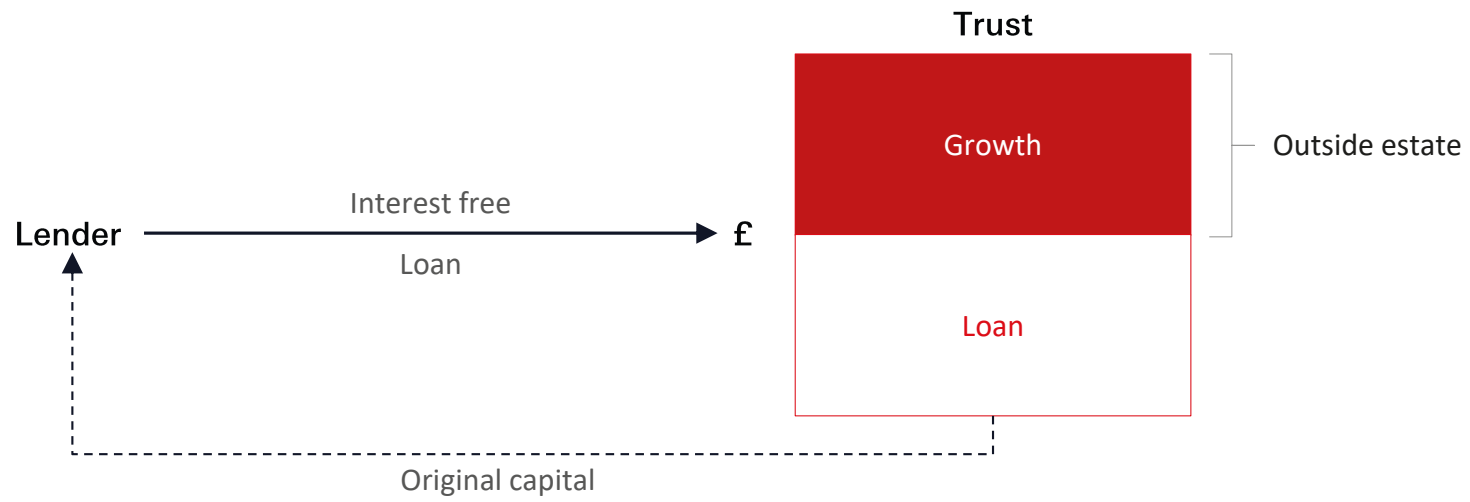 Trust
Growth
Outside estate
Interest free
Lender
£
Loan
Loan
Original capital